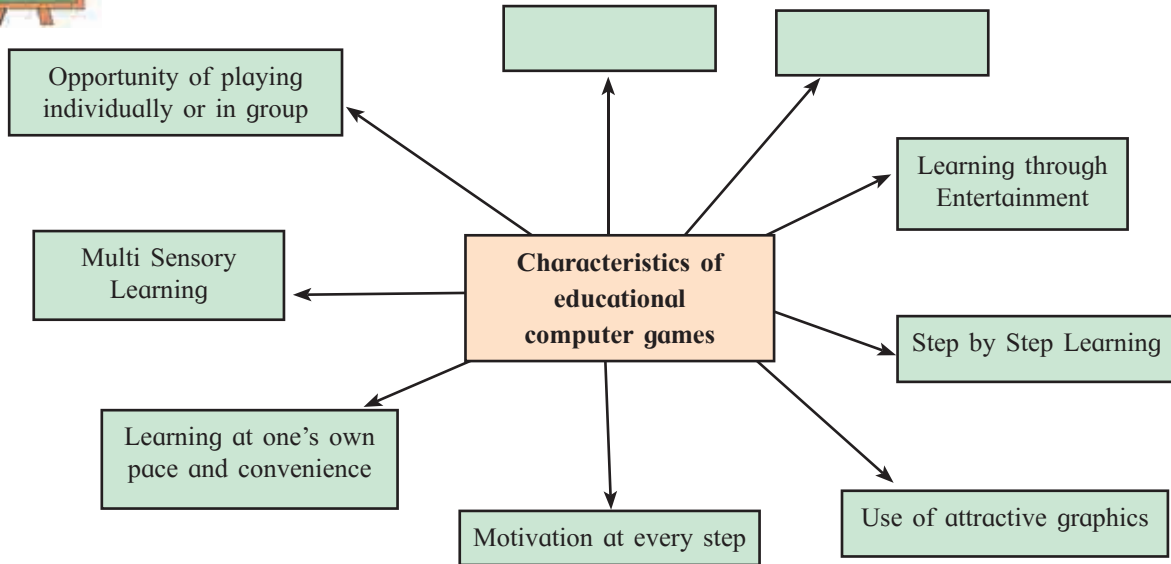 Opportunity of playing
individually or in group
Learning through
Entertainment
Multi Sensory
Learning
Characteristics of
educational
computer games
Step by Step Learning
Learning at one's own
pace and convenience
Motivation at every step
Use of attractive graphics